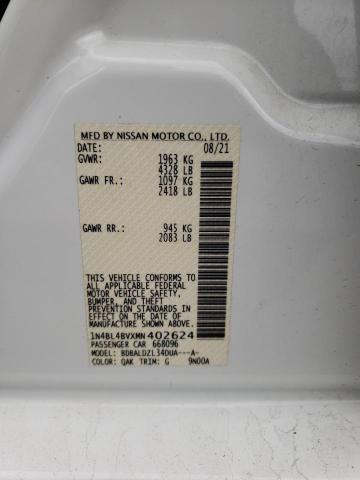 MFD BY NISSAN MOTOR CO., LTD.
DATE: 08/21
GVWR: 1963 KG
4328 LB
GAWR FR.: 1097 KG
2418 LB
GAWR RR.: 945 KG
2083 LB
THIS VEHICLE CONFORMS TO
ALL APPLICABLE FEDERAL
MOTOR VEHICLE SAFETY,
BUMPER, AND THEFT
PREVENTION STANDARDS IN
EFFECT ON THE DATE OF
MANUFACTURE SHOWN ABOVE.
1N4BL4BVXMN402624
PASSENGER CAR 668096
MODEL: BDBALDZL34DUA---A-
COLOR: QAK TRIM: G 9N00A